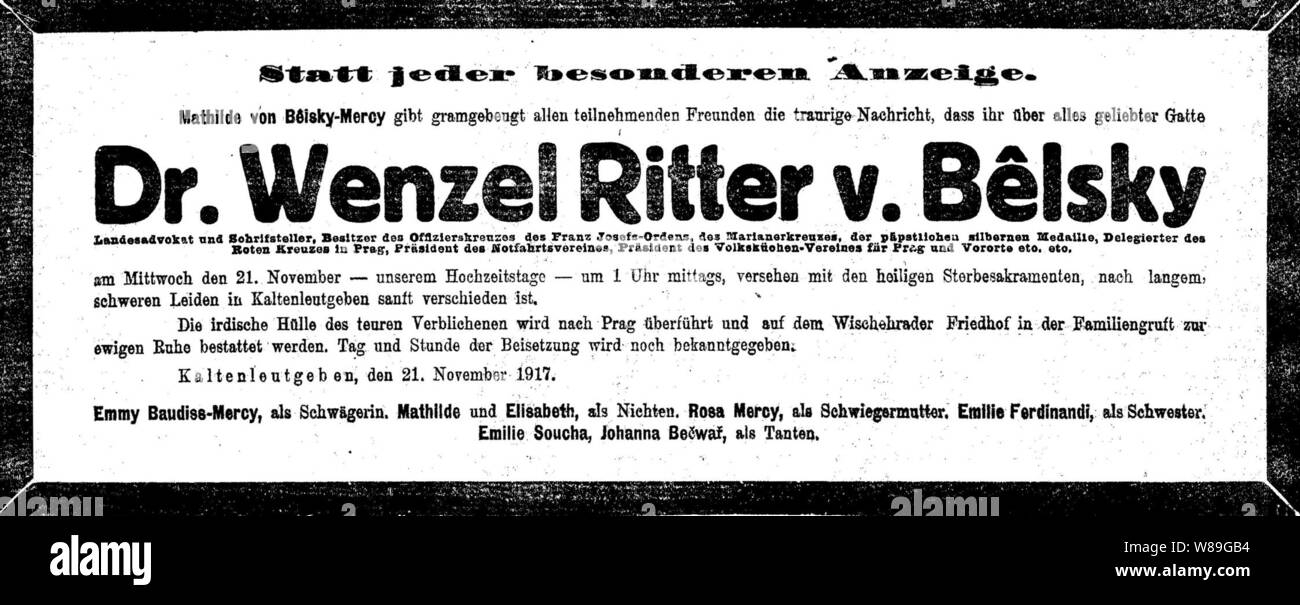 Statt jeder besonderen Anzeige.
Mathilde von Bêlsky-Mercy gibt gramgebeugt allen teilnehmenden Freunden die traurige Nachricht, dass ihr über alles geliebter Gatte
Dr. Wenzel Ritter v. Bêlsky
Landesadvokat und Schrifsteller, Besitzer des Offizierskreuzes des Franz Josefs-Ordens, des Marianerkreuzes, der päpstlichen silbernen Medaille, Delegierter des
Roten Kreuzes in Prag, Präsident des Notfahrtsvereines, Präsident des Volksküchen-Vereines für Prag und Vororte etc. etc.
am Mittwoch den 21. November — unserem Hochzeitstage — um 1 Uhr mittags, versehen mit den heiligen Sterbesakramenten, nach langem,
schweren Leiden in Kaltenleutgeben sanft verschieden ist.
Die irdische Hülle des teuren Verblichenen wird nach Prag überführt und auf dem Wischehrader Friedhof in der Familiengruft zur
ewigen Ruhe bestattet werden. Tag und Stunde der Beisetzung wird noch bekanntgegeben.
Kaltenleutgeben, den 21. November 1917.
Emmy Baudiss-Mercy, als Schwägerin. Mathilde und Elisabeth, als Nichten. Rosa Mercy, als Schwiegermutter. Emilie Ferdinandi, als Schwester.
Emilie Soucha, Johanna Bečwař, als Tanten.
a
a
alamy stock photo
W89GB4
www.alamy.com